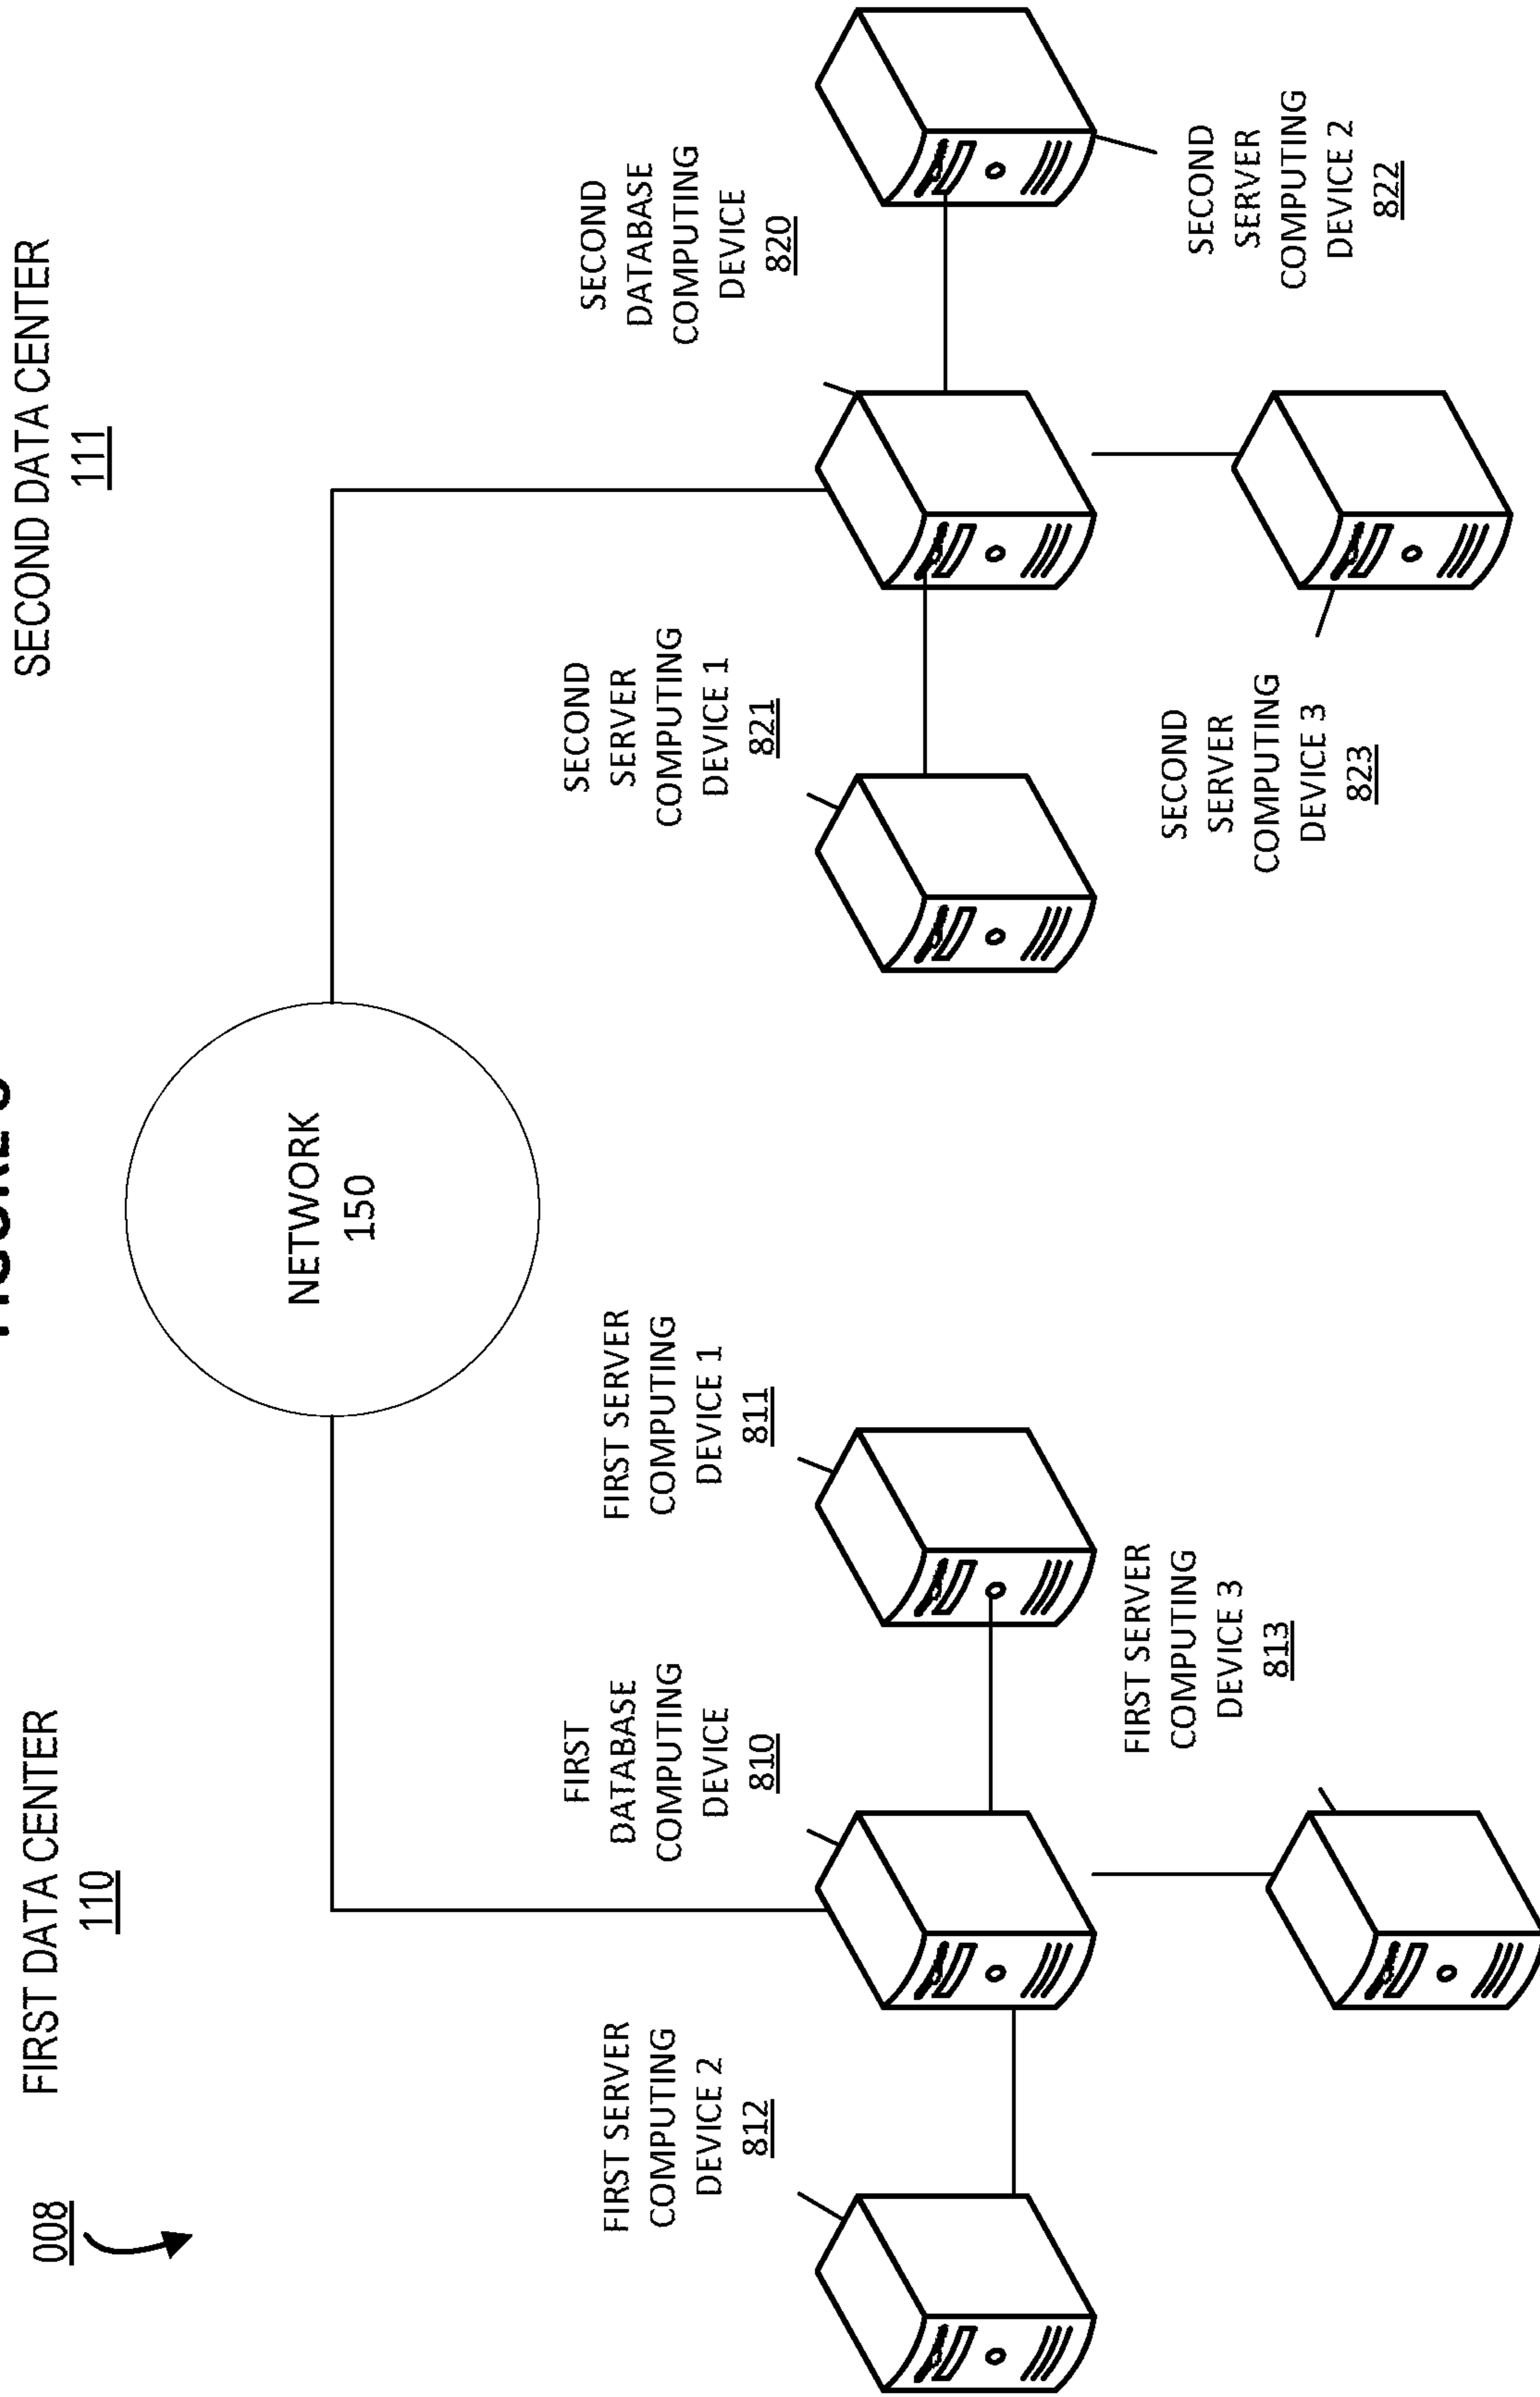 FIRST DATA CENTER
110
SECOND DATA CENTER
111
800
NETWORK
150
FIRST SERVER
COMPUTING
DEVICE 2
812
FIRST
DATABASE
COMPUTING
DEVICE
810
FIRST SERVER
COMPUTING
DEVICE 1
811
SECOND
SERVER
COMPUTING
DEVICE 1
821
SECOND
DATABASE
COMPUTING
DEVICE
820
FIRST SERVER
COMPUTING
DEVICE 3
813
SECOND
SERVER
COMPUTING
DEVICE 3
823
SECOND
SERVER
COMPUTING
DEVICE 2
822